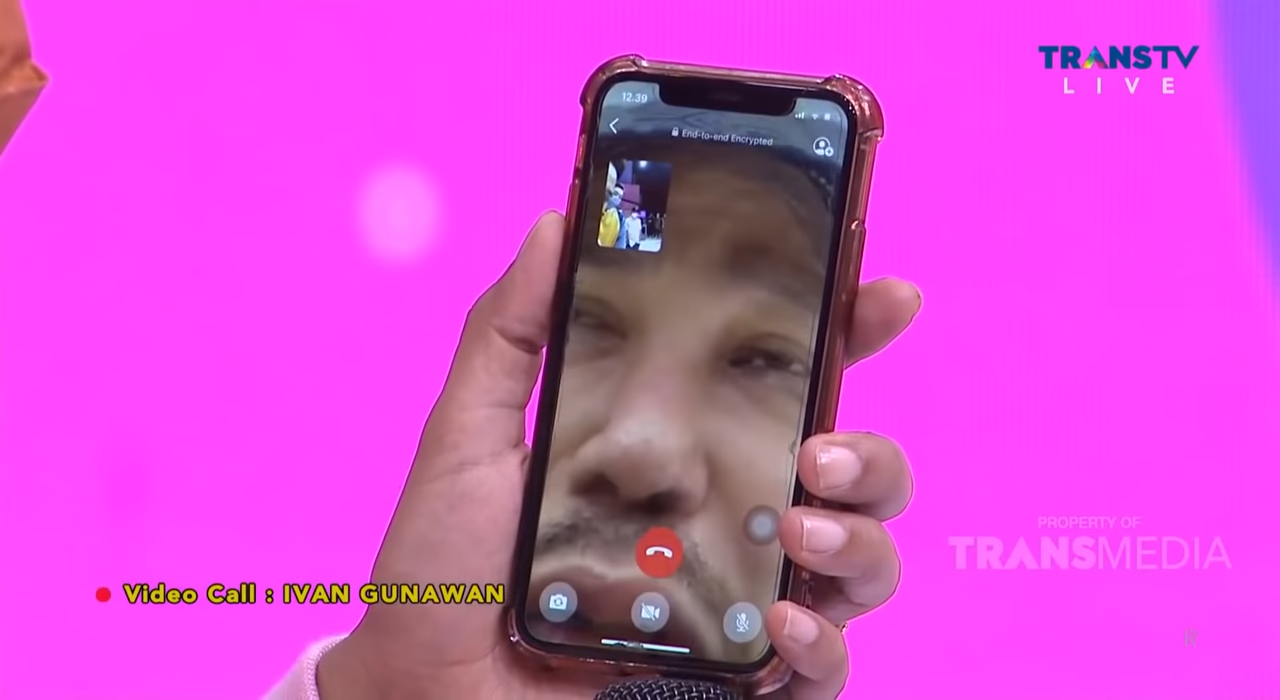 TRANSTV
LIVE
12.39
End-to-end Encrypted
PROPERTY OF
TRANSMEDIA
Video Call : IVAN GUNAWAN